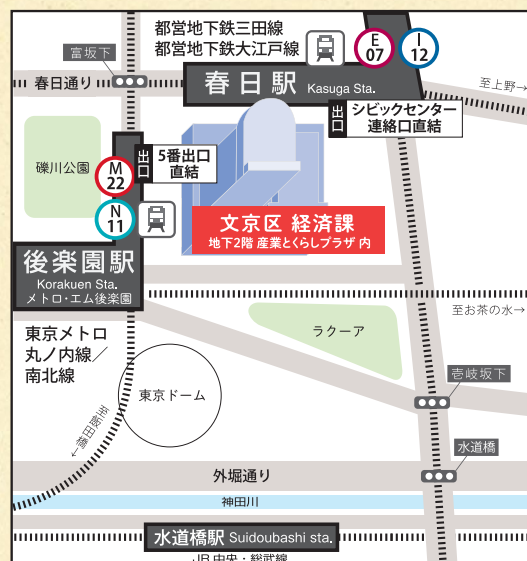 都営地下鉄三田線
都営地下鉄大江戸線
E
07
I
12
富坂下
春日通り
春日駅 Kasuga Sta.
至上野→
出口
シビックセンター
連絡口直結
礫川公園
出口
5番出口
直結
M
22
N
11
文京区 経済課
地下2階 産業とくらしプラザ 内
後楽園駅
Korakuen Sta.
メトロ・エム後楽園
至お茶の水→
東京メトロ
丸ノ内線/
南北線
ラクーア
壱岐坂下
東京ドーム
至飯田橋→
水道橋
外堀通り
神田川
水道橋駅 Suidoubashi sta.
JR 中央・総武線